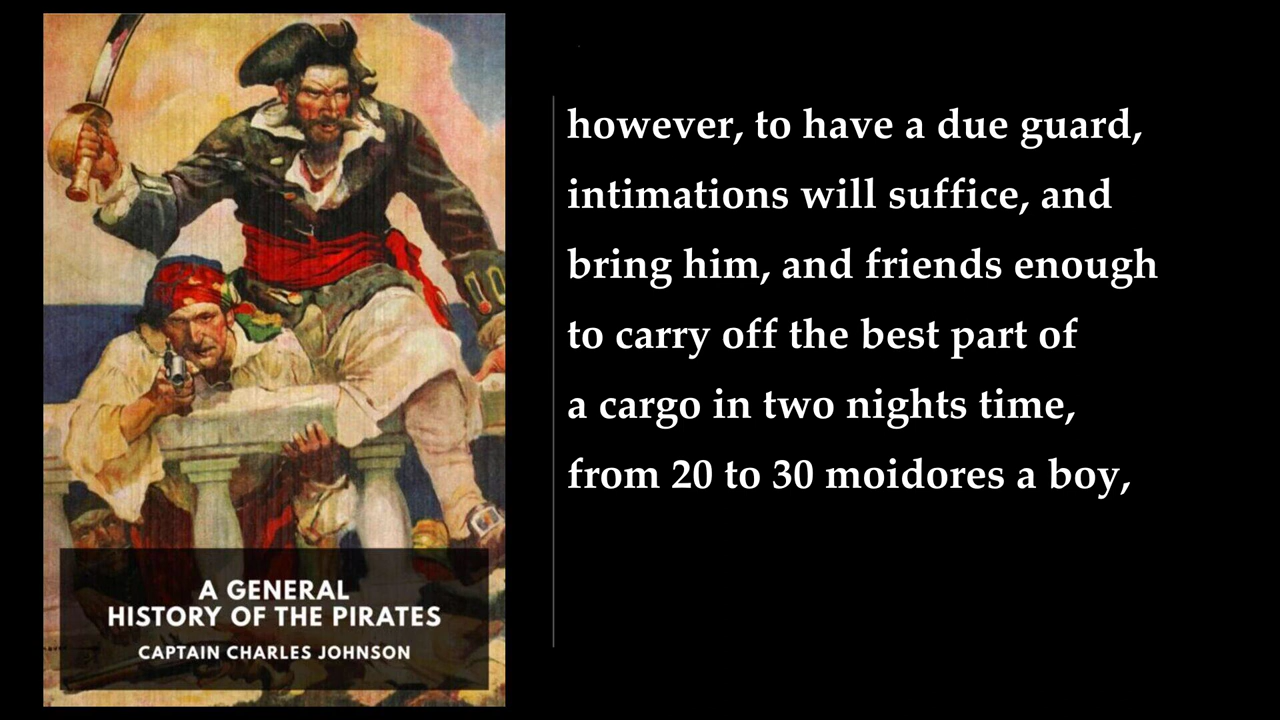 A GENERAL
HISTORY OF THE PIRATES
CAPTAIN CHARLES JOHNSON
however, to have a due guard,
intimations will suffice, and
bring him, and friends enough
to carry off the best part of
a cargo in two nights time,
from 20 to 30 moidores a boy,